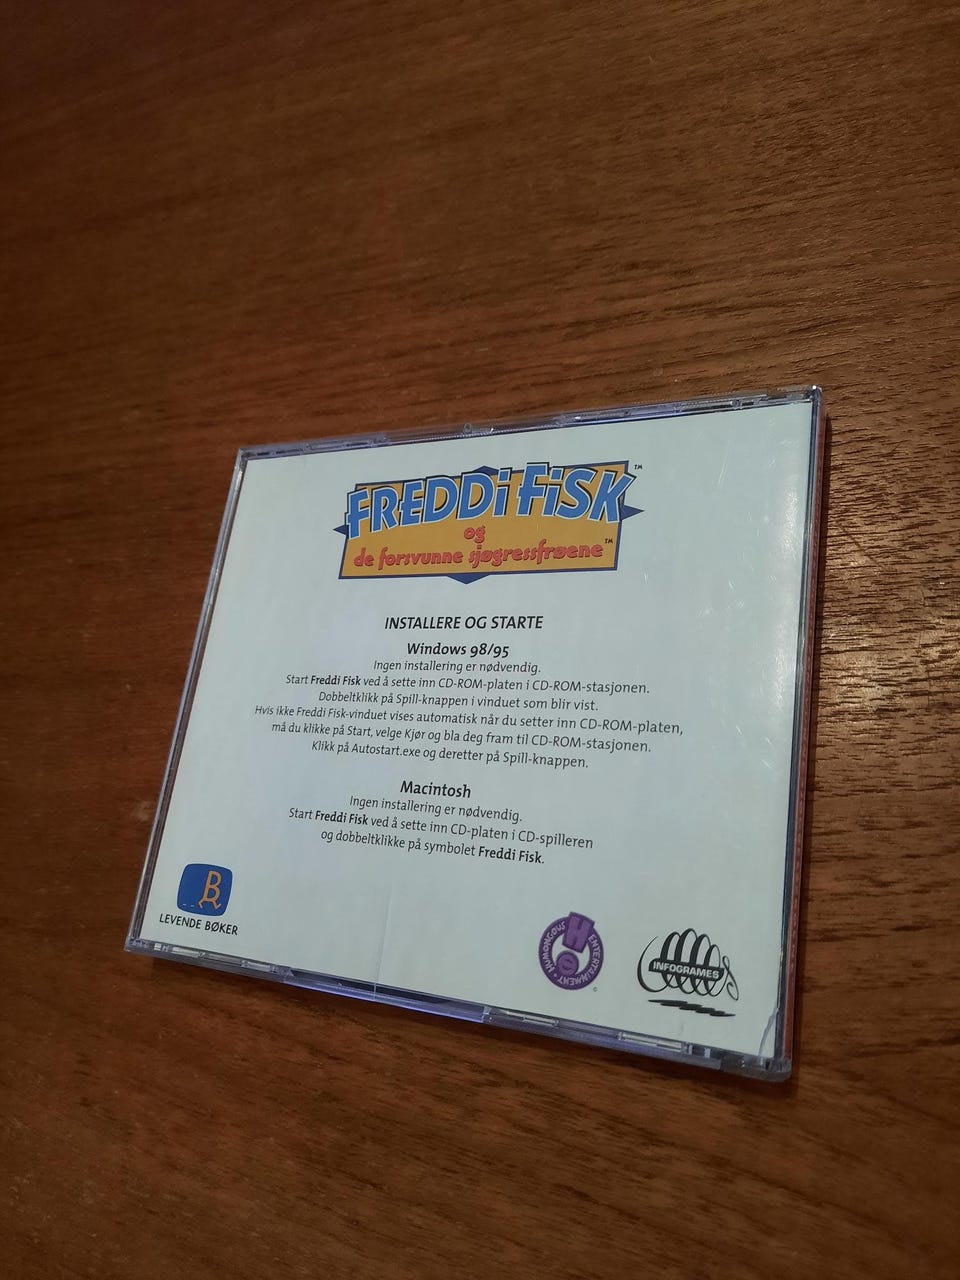 FREDDi FiSK™
og
de forsvunne sjøgressfrøene™
INSTALLERE OG STARTE
Windows 98/95
Ingen installering er nødvendig.
Start Freddi Fisk ved å sette inn CD-ROM-platen i CD-ROM-stasjonen.
Dobbeltklikk på Spill-knappen i vinduet som blir vist.
Hvis ikke Freddi Fisk-vinduet vises automatisk når du setter inn CD-ROM-platen,
må du klikke på Start, velge Kjør og bla deg fram til CD-ROM-stasjonen.
Klikk på Autostart.exe og deretter på Spill-knappen.
Macintosh
Ingen installering er nødvendig.
Start Freddi Fisk ved å sette inn CD-platen i CD-spilleren
og dobbeltklikke på symbolet Freddi Fisk.
B
LEVENDE BØKER
HUMONGOUS ENTERTAINMENT
H
e
©
INFOGRAMES